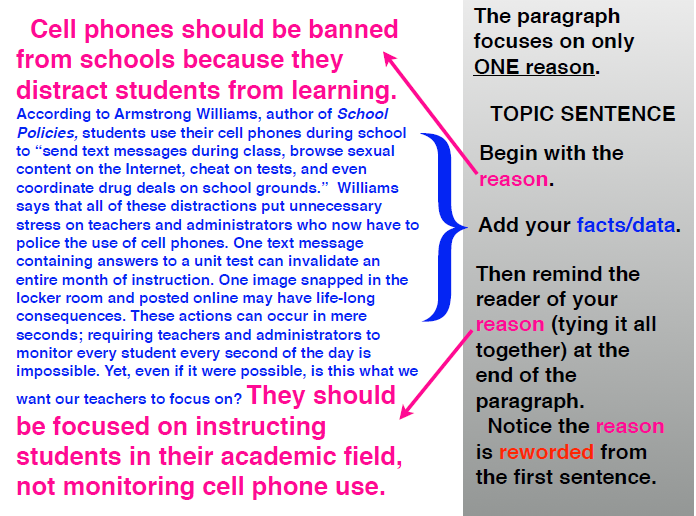 Cell phones should be banned
from schools because they
distract students from learning.
According to Armstrong Williams, author of School
Policies, students use their cell phones during school
to “send text messages during class, browse sexual
content on the Internet, cheat on tests, and even
coordinate drug deals on school grounds.”  Williams
says that all of these distractions put unnecessary
stress on teachers and administrators who now have to
police the use of cell phones. One text message
containing answers to a unit test can invalidate an
entire month of instruction. One image snapped in the
locker room and posted online may have life-long
consequences. These actions can occur in mere
seconds; requiring teachers and administrators to
monitor every student every second of the day is
impossible. Yet, even if it were possible, is this what we
want our teachers to focus on? They should
be focused on instructing
students in their academic field,
not monitoring cell phone use.
The paragraph
focuses on only
ONE reason.
TOPIC SENTENCE
Begin with the
reason.
Add your facts/data.
Then remind the
reader of your
reason (tying it all
together) at the
end of the
paragraph.
Notice the reason
is reworded from
the first sentence.